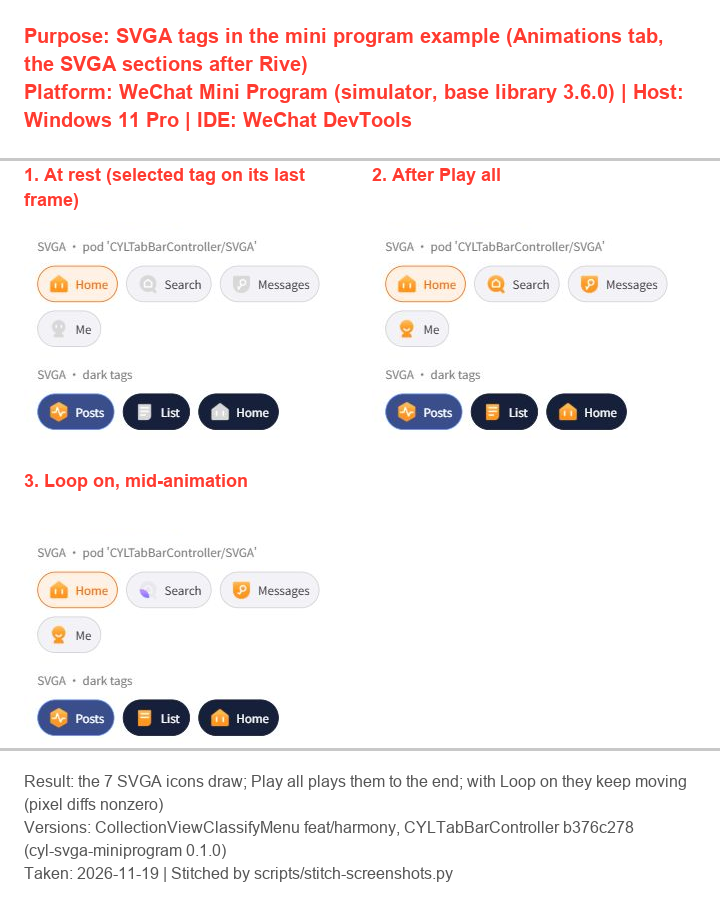 Purpose: SVGA tags in the mini program example (Animations tab,
the SVGA sections after Rive)
Platform: WeChat Mini Program (simulator, base library 3.6.0) | Host:
Windows 11 Pro | IDE: WeChat DevTools
1. At rest (selected tag on its last
frame)
SVGA · pod 'CYLTabBarController/SVGA'
Home Search Messages
Me
SVGA · dark tags
Posts List Home
2. After Play all
SVGA · pod 'CYLTabBarController/SVGA'
Home Search Messages
Me
SVGA · dark tags
Posts List Home
3. Loop on, mid-animation
SVGA · pod 'CYLTabBarController/SVGA'
Home Search Messages
Me
SVGA · dark tags
Posts List Home
Result: the 7 SVGA icons draw; Play all plays them to the end; with Loop on they keep moving
(pixel diffs nonzero)
Versions: CollectionViewClassifyMenu feat/harmony, CYLTabBarController b376c278
(cyl-svga-miniprogram 0.1.0)
Taken: 2026-11-19 | Stitched by scripts/stitch-screenshots.py